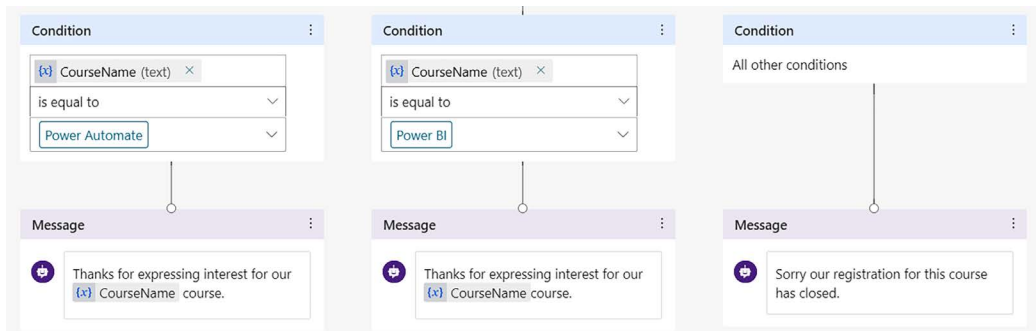 Condition
{x} CourseName (text) ×
is equal to
Power Automate
Message
Thanks for expressing interest for our
{x} CourseName course.
Condition
{x} CourseName (text) ×
is equal to
Power BI
Message
Thanks for expressing interest for our
{x} CourseName course.
Condition
All other conditions
Message
Sorry our registration for this course
has closed.